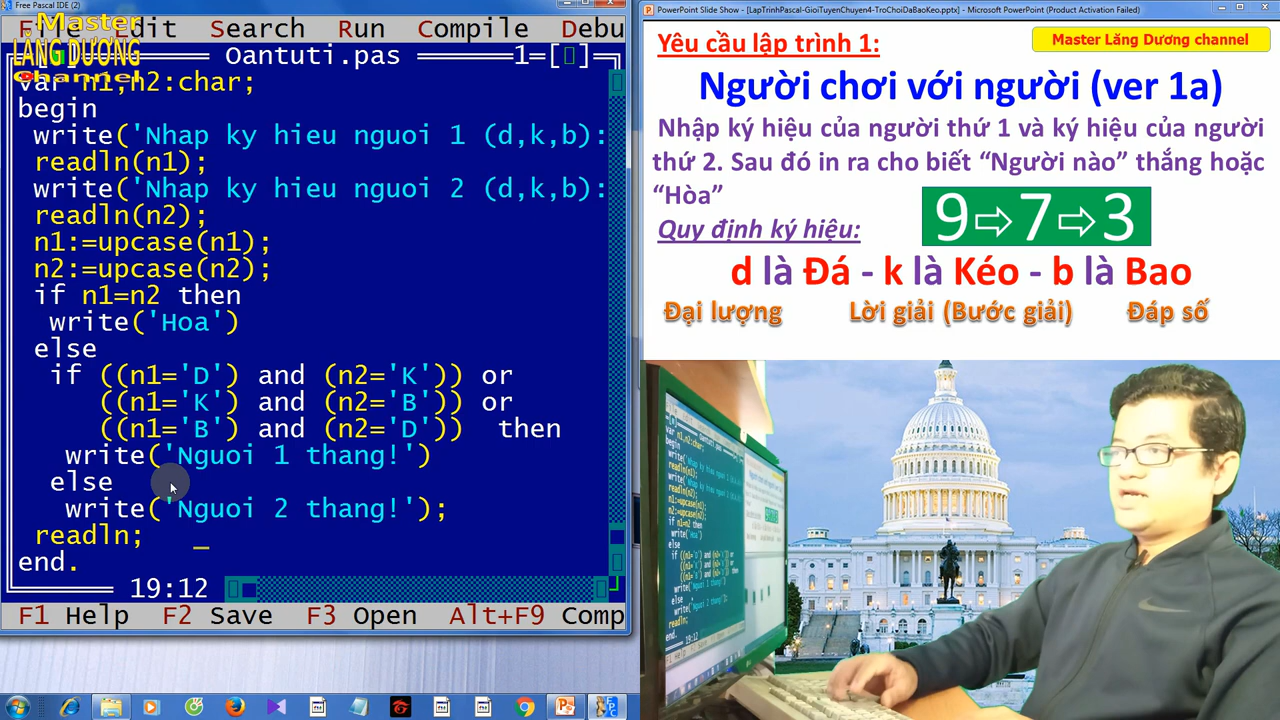 Free Pascal IDE (2)
Master
LĂNG DƯƠNG
Channel
Edit Search Run Compile Debu
Oantuti.pas 1=[ ]
var n1,n2:char;
begin
write('Nhap ky hieu nguoi 1 (d,k,b):
readln(n1);
write('Nhap ky hieu nguoi 2 (d,k,b):
readln(n2);
n1:=upcase(n1);
n2:=upcase(n2);
if n1=n2 then
write('Hoa')
else
if ((n1='D') and (n2='K')) or
((n1='K') and (n2='B')) or
((n1='B') and (n2='D')) then
write('Nguoi 1 thang!')
else
write('Nguoi 2 thang!');
readln;
end.
19:12
F1 Help F2 Save F3 Open Alt+F9 Comp
PowerPoint Slide Show - [LapTrinhPascal-GioiTuyenChuyen4-TroChoiDaBaoKeo.pptx] - Microsoft PowerPoint (Product Activation Failed)
Yêu cầu lập trình 1:
Master Lăng Dương channel
Người chơi với người (ver 1a)
Nhập ký hiệu của người thứ 1 và ký hiệu của người
thứ 2. Sau đó in ra cho biết “Người nào” thắng hoặc
“Hòa”
9⇨7⇨3
Quy định ký hiệu:
d là Đá - k là Kéo - b là Bao
Đại lượng Lời giải (Bước giải) Đáp số